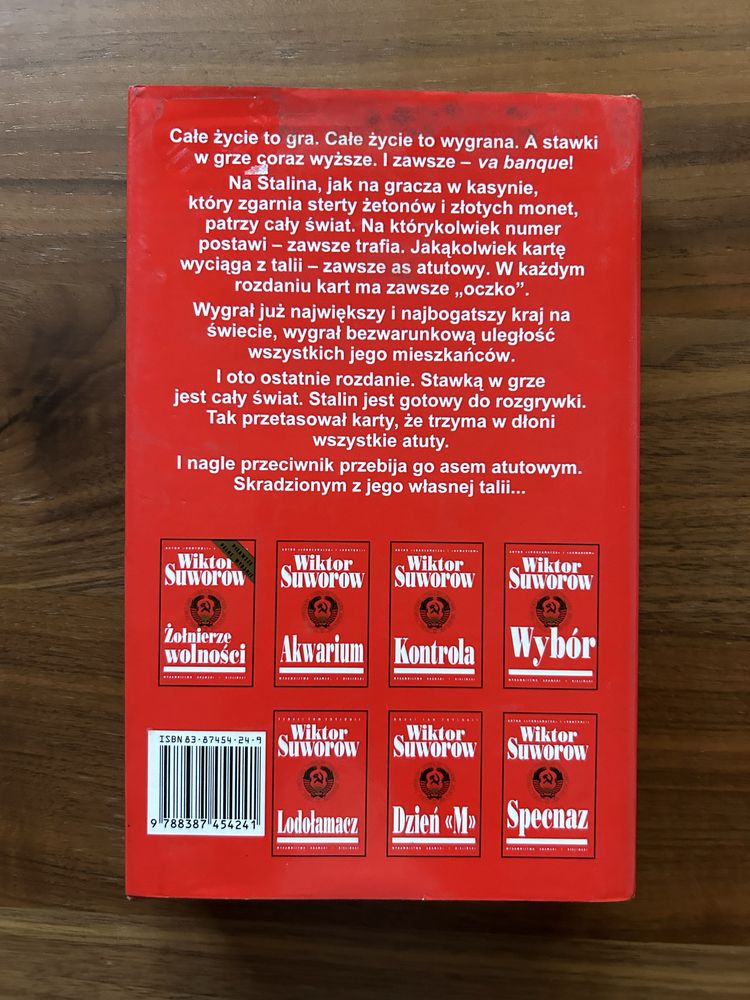 Całe życie to gra. Całe życie to wygrana. A stawki
w grze coraz wyższe. I zawsze – va banque!
Na Stalina, jak na gracza w kasynie,
który zgarnia sterty żetonów i złotych monet,
patrzy cały świat. Na którykolwiek numer
postawi – zawsze trafia. Jakąkolwiek kartę
wyciąga z talii – zawsze as atutowy. W każdym
rozdaniu kart ma zawsze „oczko”.
Wygrał już największy i najbogatszy kraj na
świecie, wygrał bezwarunkową uległość
wszystkich jego mieszkańców.
I oto ostatnie rozdanie. Stawką w grze
jest cały świat. Stalin jest gotowy do rozgrywki.
Tak przetasował karty, że trzyma w dłoni
wszystkie atuty.
I nagle przeciwnik przebija go asem atutowym.
Skradzionym z jego własnej talii...
Wiktor
Suworow
Żołnierze
wolności
Wiktor
Suworow
Akwarium
Wiktor
Suworow
Kontrola
Wiktor
Suworow
Wybór
ISBN 83-87454-24-9
9 788387 454241
Wiktor
Suworow
Lodołamacz
Wiktor
Suworow
Dzień «M»
Wiktor
Suworow
Specnaz